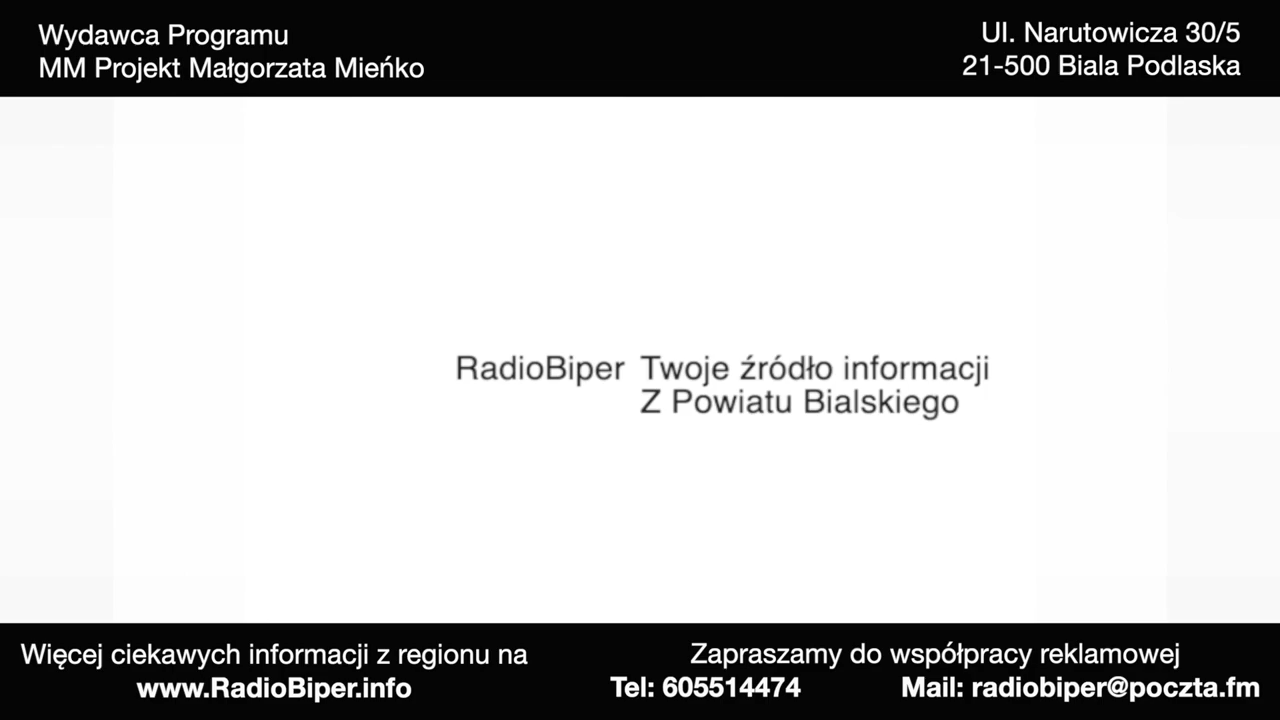 Wydawca Programu
MM Projekt Małgorzata Mieńko
Ul. Narutowicza 30/5
21-500 Biala Podlaska
RadioBiper Twoje źródło informacji
Z Powiatu Bialskiego
Więcej ciekawych informacji z regionu na
www.RadioBiper.info
Zapraszamy do współpracy reklamowej
Tel: 605514474 Mail: radiobiper@poczta.fm